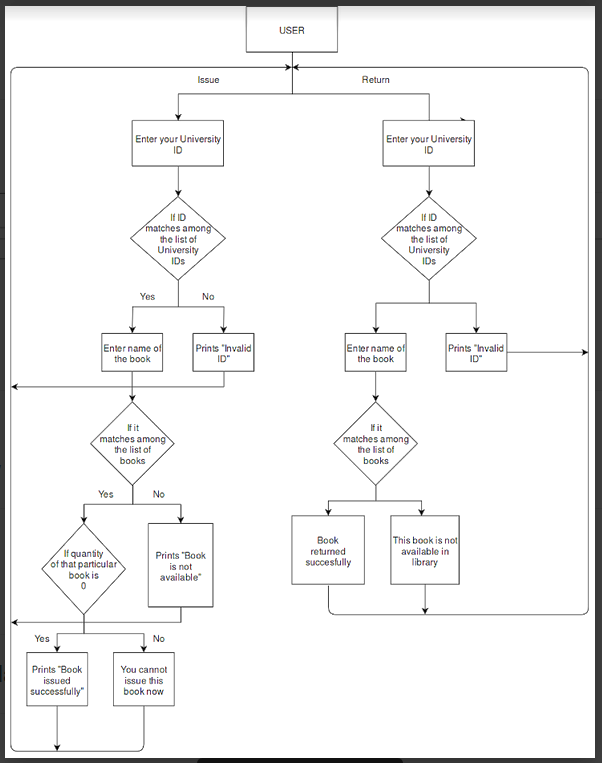 USER
Issue
Return
Enter your University
ID
Enter your University
ID
If ID
matches among
the list of
University
IDs
If ID
matches among
the list of
University
IDs
Yes
No
Enter name of
the book
Prints "Invalid
ID"
Enter name of
the book
Prints "Invalid
ID"
If it
matches among
the list of
books
If it
matches among
the list of
books
Yes
No
If quantity
of that particular
book is
0
Prints "Book
is not
available"
Book
returned
succesfully
This book is not
available in
library
Yes
No
Prints "Book
issued
successfully"
You cannot
issue this
book now